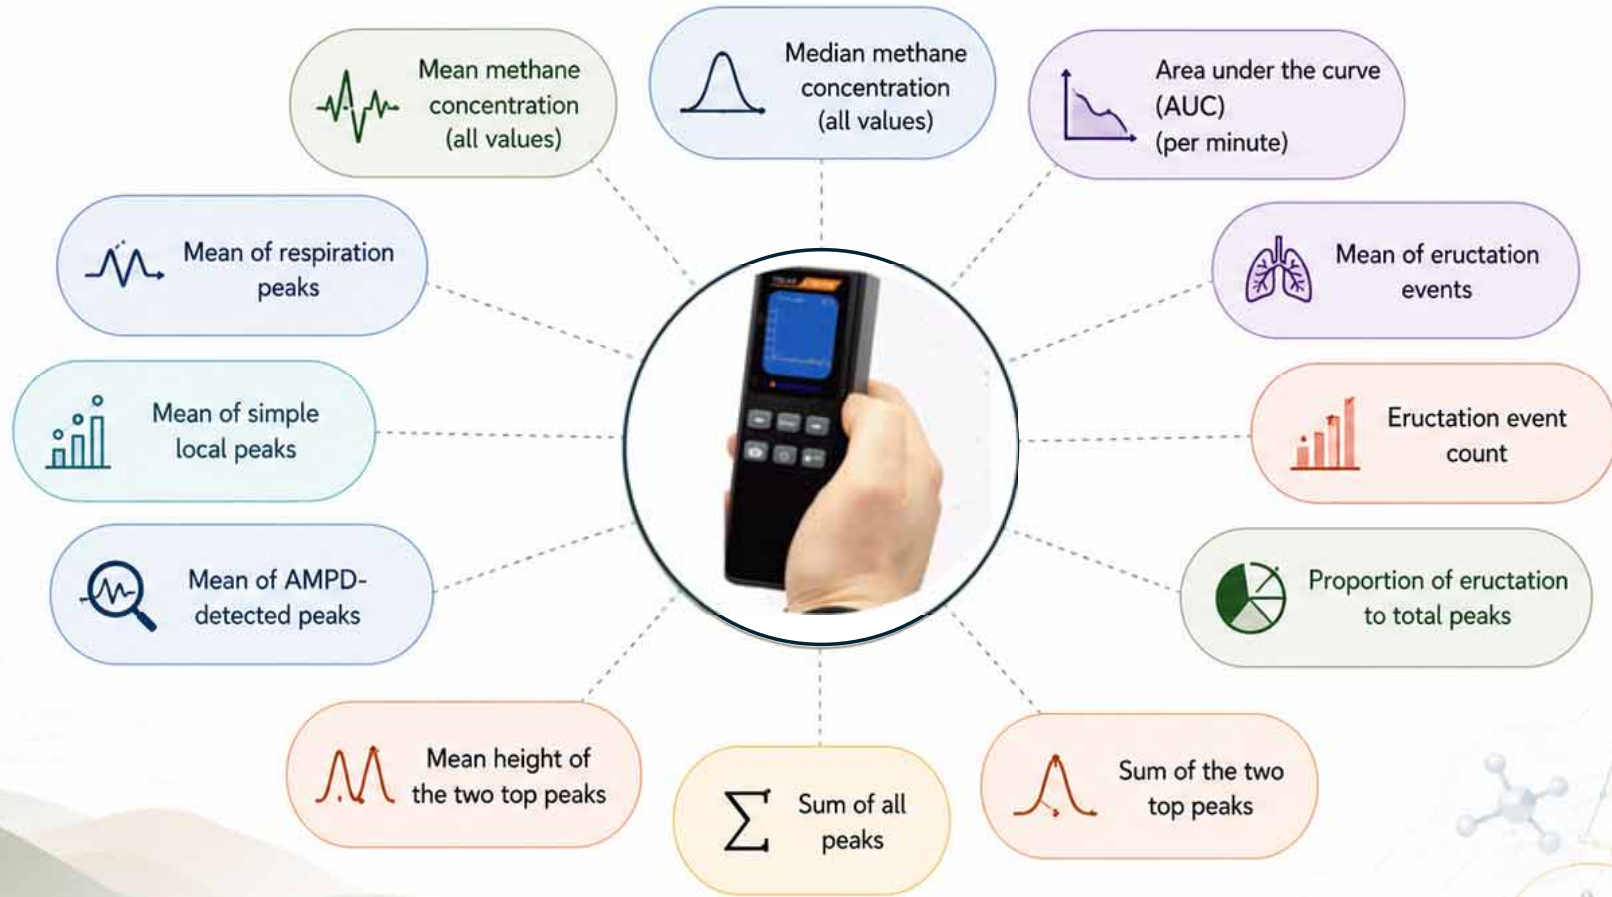 Mean methane
concentration
(all values)
Median methane
concentration
(all values)
Area under the curve
(AUC)
(per minute)
Mean of respiration
peaks
Mean of eructation
events
Mean of simple
local peaks
Eructation event
count
Mean of AMPD-
detected peaks
Proportion of eructation
to total peaks
Mean height of
the two top peaks
Σ
Sum of all
peaks
Sum of the two
top peaks